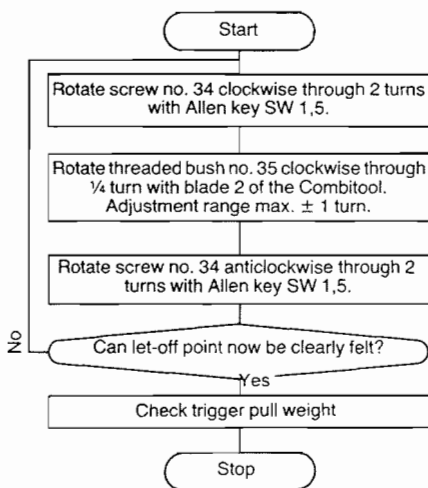 Start
Rotate screw no. 34 clockwise through 2 turns
with Allen key SW 1,5.
Rotate threaded bush no. 35 clockwise through
¼ turn with blade 2 of the Combitool.
Adjustment range max. ± 1 turn.
Rotate screw no. 34 anticlockwise through 2
turns with Allen key SW 1,5.
No
Can let-off point now be clearly felt?
Yes
Check trigger pull weight
Stop